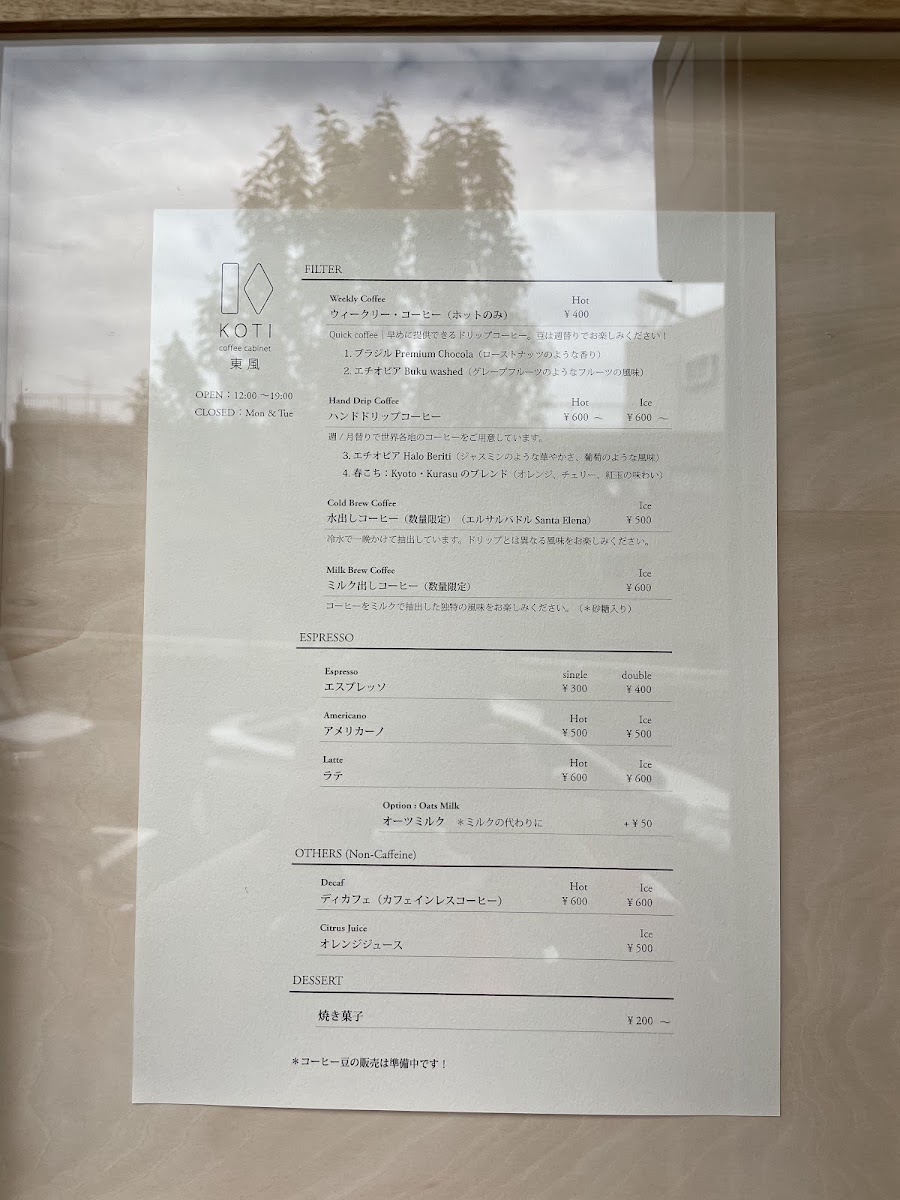 KOTI
coffee cabinet
東風
OPEN：12:00 〜19:00
CLOSED：Mon & Tue
FILTER
Weekly Coffee Hot
ウィークリー・コーヒー（ホットのみ） ¥ 400
Quick coffee｜早めに提供できるドリップコーヒー。豆は週替りでお楽しみください！
1. ブラジル Premium Chocola（ローストナッツのような香り）
2. エチオピア Buku washed（グレープフルーツのようなフルーツの風味）
Hand Drip Coffee Hot Ice
ハンドドリップコーヒー ¥ 600 〜 ¥ 600 〜
週 / 月替りで世界各地のコーヒーをご用意しています。
3. エチオピア Halo Beriti（ジャスミンのような華やかさ、葡萄のような風味）
4. 春こち：Kyoto・Kurasu のブレンド（オレンジ、チェリー、紅玉の味わい）
Cold Brew Coffee Ice
水出しコーヒー（数量限定）（エルサルバドル Santa Elena） ¥ 500
冷水で一晩かけて抽出しています。ドリップとは異なる風味をお楽しみください。
Milk Brew Coffee Ice
ミルク出しコーヒー（数量限定） ¥ 600
コーヒーをミルクで抽出した独特の風味をお楽しみください。（＊砂糖入り）
ESPRESSO
Espresso single double
エスプレッソ ¥ 300 ¥ 400
Americano Hot Ice
アメリカーノ ¥ 500 ¥ 500
Latte Hot Ice
ラテ ¥ 600 ¥ 600
Option : Oats Milk
オーツミルク ＊ミルクの代わりに + ¥ 50
OTHERS (Non-Caffeine)
Decaf Hot Ice
ディカフェ（カフェインレスコーヒー） ¥ 600 ¥ 600
Citrus Juice Ice
オレンジジュース ¥ 500
DESSERT
焼き菓子 ¥ 200 〜
＊コーヒー豆の販売は準備中です！